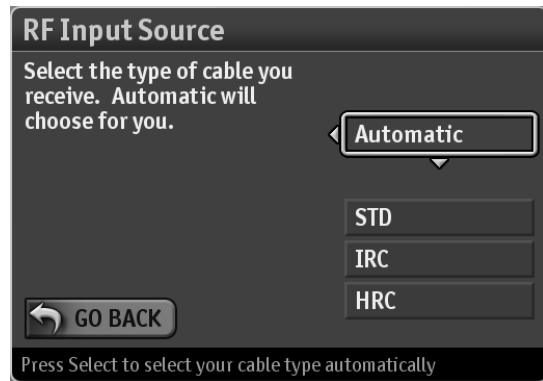 RF Input Source
Select the type of cable you
receive.  Automatic will
choose for you.
Automatic
STD
IRC
HRC
GO BACK
Press Select to select your cable type automatically